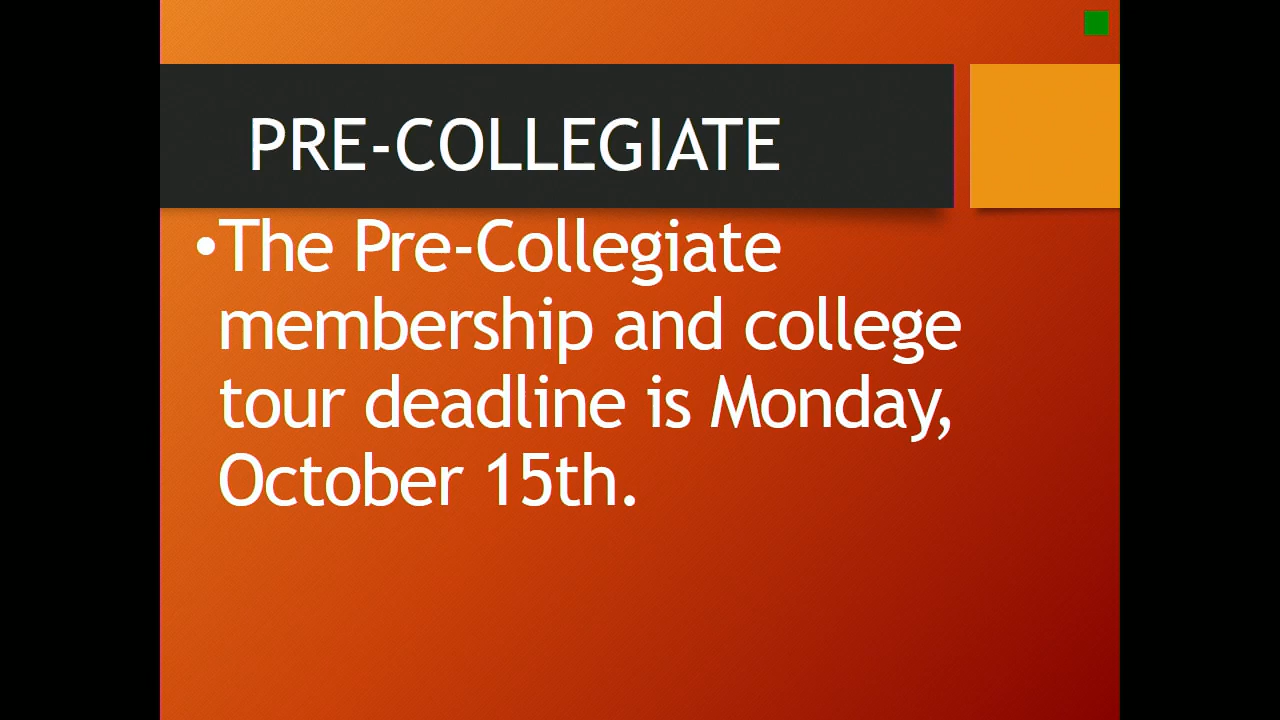 PRE-COLLEGIATE
•The Pre-Collegiate
membership and college
tour deadline is Monday,
October 15th.